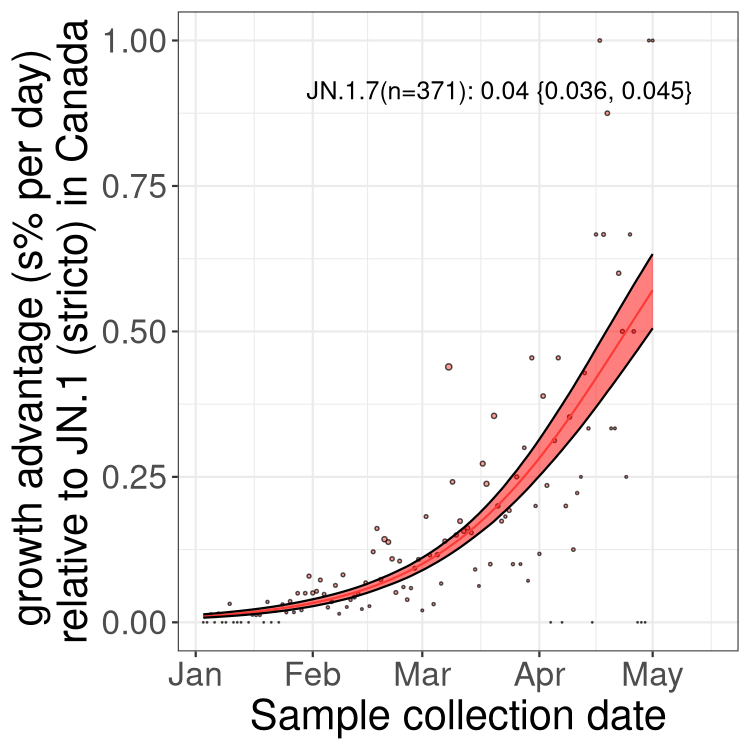 growth advantage (s% per day)
relative to JN.1 (stricto) in Canada
1.00
0.75
0.50
0.25
0.00
JN.1.7(n=371): 0.04 {0.036, 0.045}
Jan Feb Mar Apr May
Sample collection date